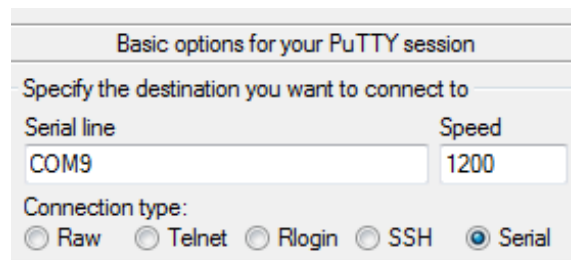 Basic options for your PuTTY session
Specify the destination you want to connect to
Serial line Speed
COM9 1200
Connection type:
Raw Telnet Rlogin SSH Serial